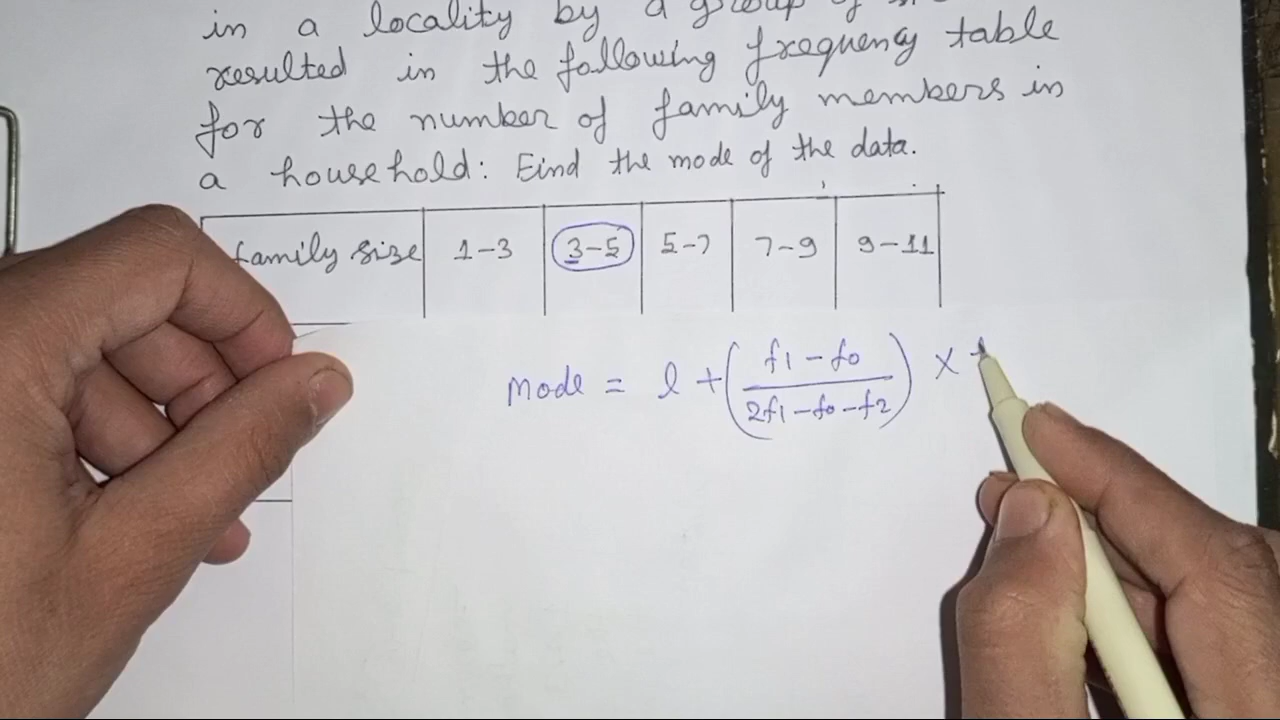 in a locality by a group of
resulted in the following frequency table
for the number of family members in
a household: Find the mode of the data.
family size 1-3 3-5 5-7 7-9 9-11
Mode = l + ( f1 - f0 / 2f1 - f0 - f2 ) ×